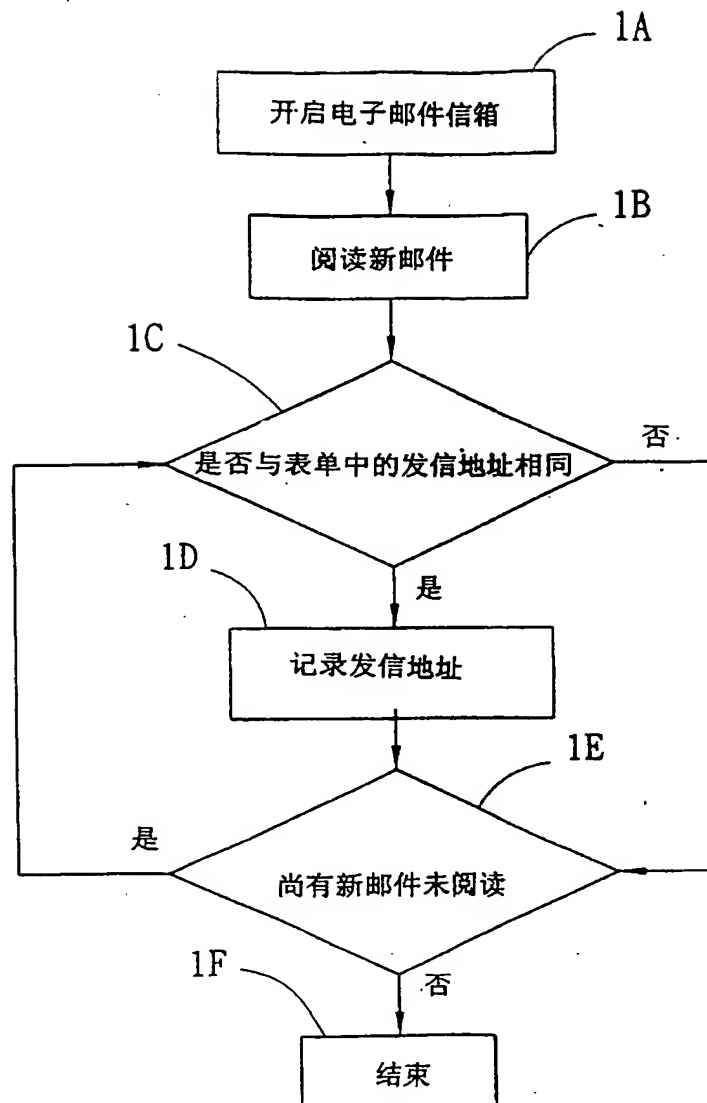 1A
开启电子邮件信箱
1B
阅读新邮件
1C
是否与表单中的发信地址相同
否
是
1D
记录发信地址
1E
是
尚有新邮件未阅读
1F
否
结束